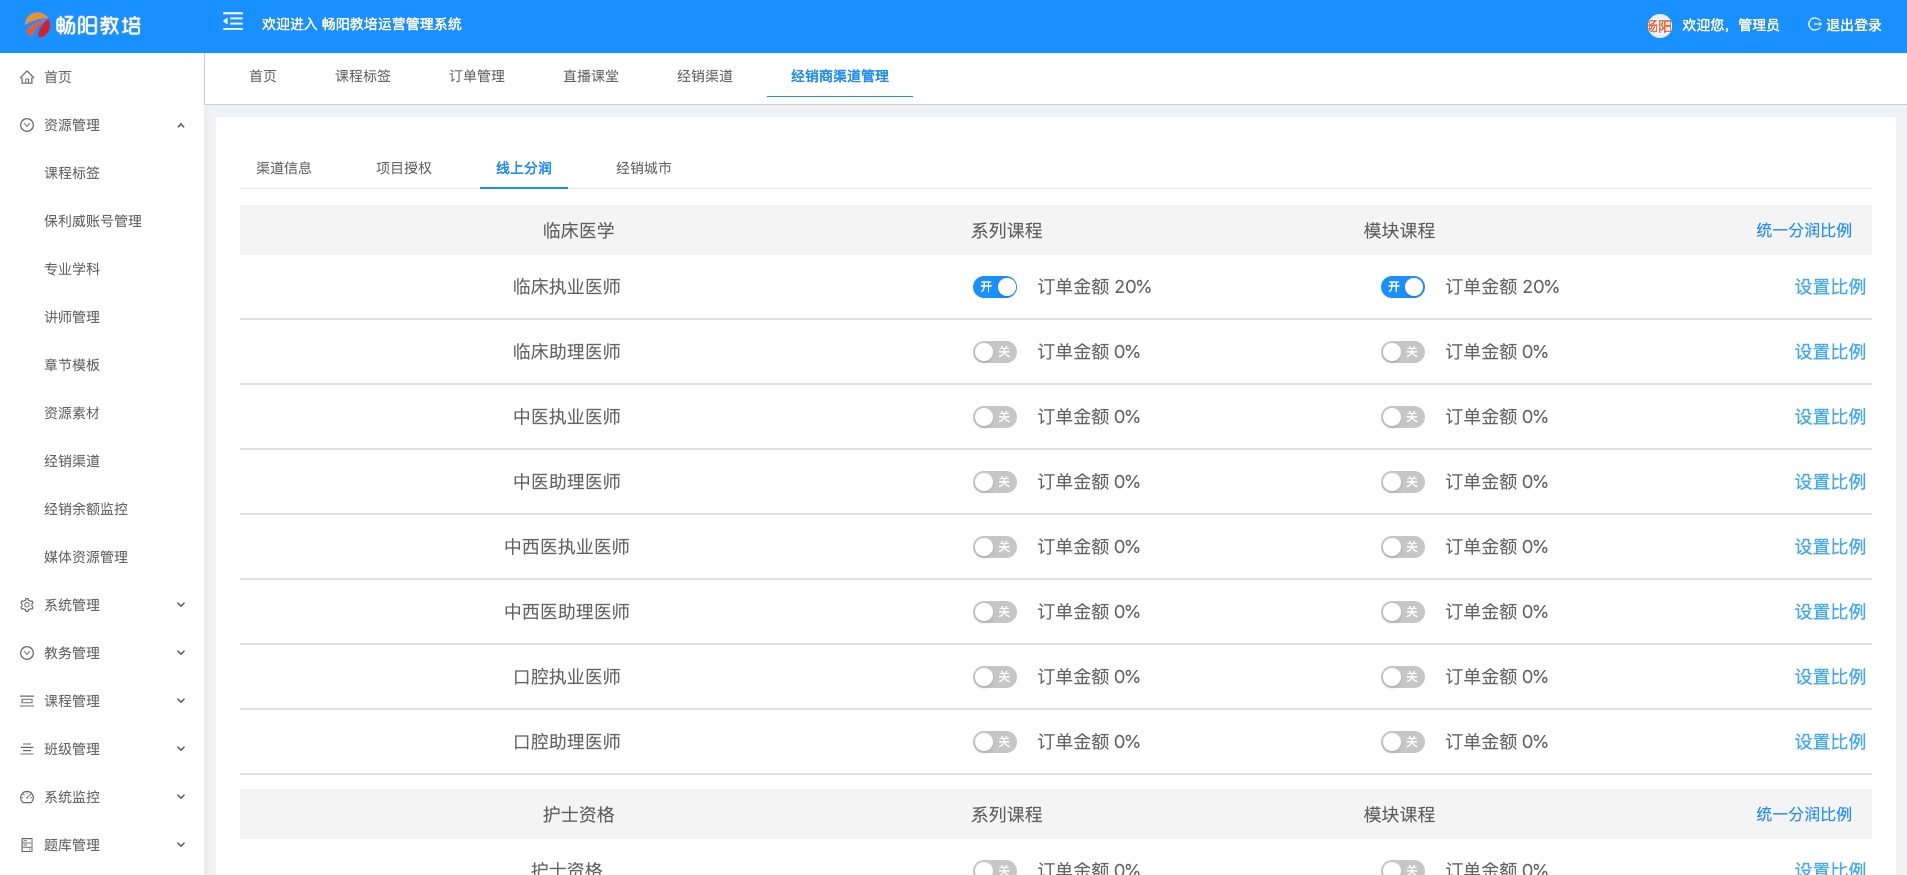 畅阳教培
欢迎进入 畅阳教培运营管理系统
畅阳 欢迎您，管理员 退出登录
首页
资源管理
课程标签
保利威账号管理
专业学科
讲师管理
章节模板
资源素材
经销渠道
经销余额监控
媒体资源管理
系统管理
教务管理
课程管理
班级管理
系统监控
题库管理
首页 课程标签 订单管理 直播课堂 经销渠道 经销商渠道管理
渠道信息 项目授权 线上分润 经销城市
临床医学 系列课程 模块课程 统一分润比例
临床执业医师 开 订单金额 20% 开 订单金额 20% 设置比例
临床助理医师 关 订单金额 0% 关 订单金额 0% 设置比例
中医执业医师 关 订单金额 0% 关 订单金额 0% 设置比例
中医助理医师 关 订单金额 0% 关 订单金额 0% 设置比例
中西医执业医师 关 订单金额 0% 关 订单金额 0% 设置比例
中西医助理医师 关 订单金额 0% 关 订单金额 0% 设置比例
口腔执业医师 关 订单金额 0% 关 订单金额 0% 设置比例
口腔助理医师 关 订单金额 0% 关 订单金额 0% 设置比例
护士资格 系列课程 模块课程 统一分润比例
护士资格 关 订单金额 0% 关 订单金额 0% 设置比例